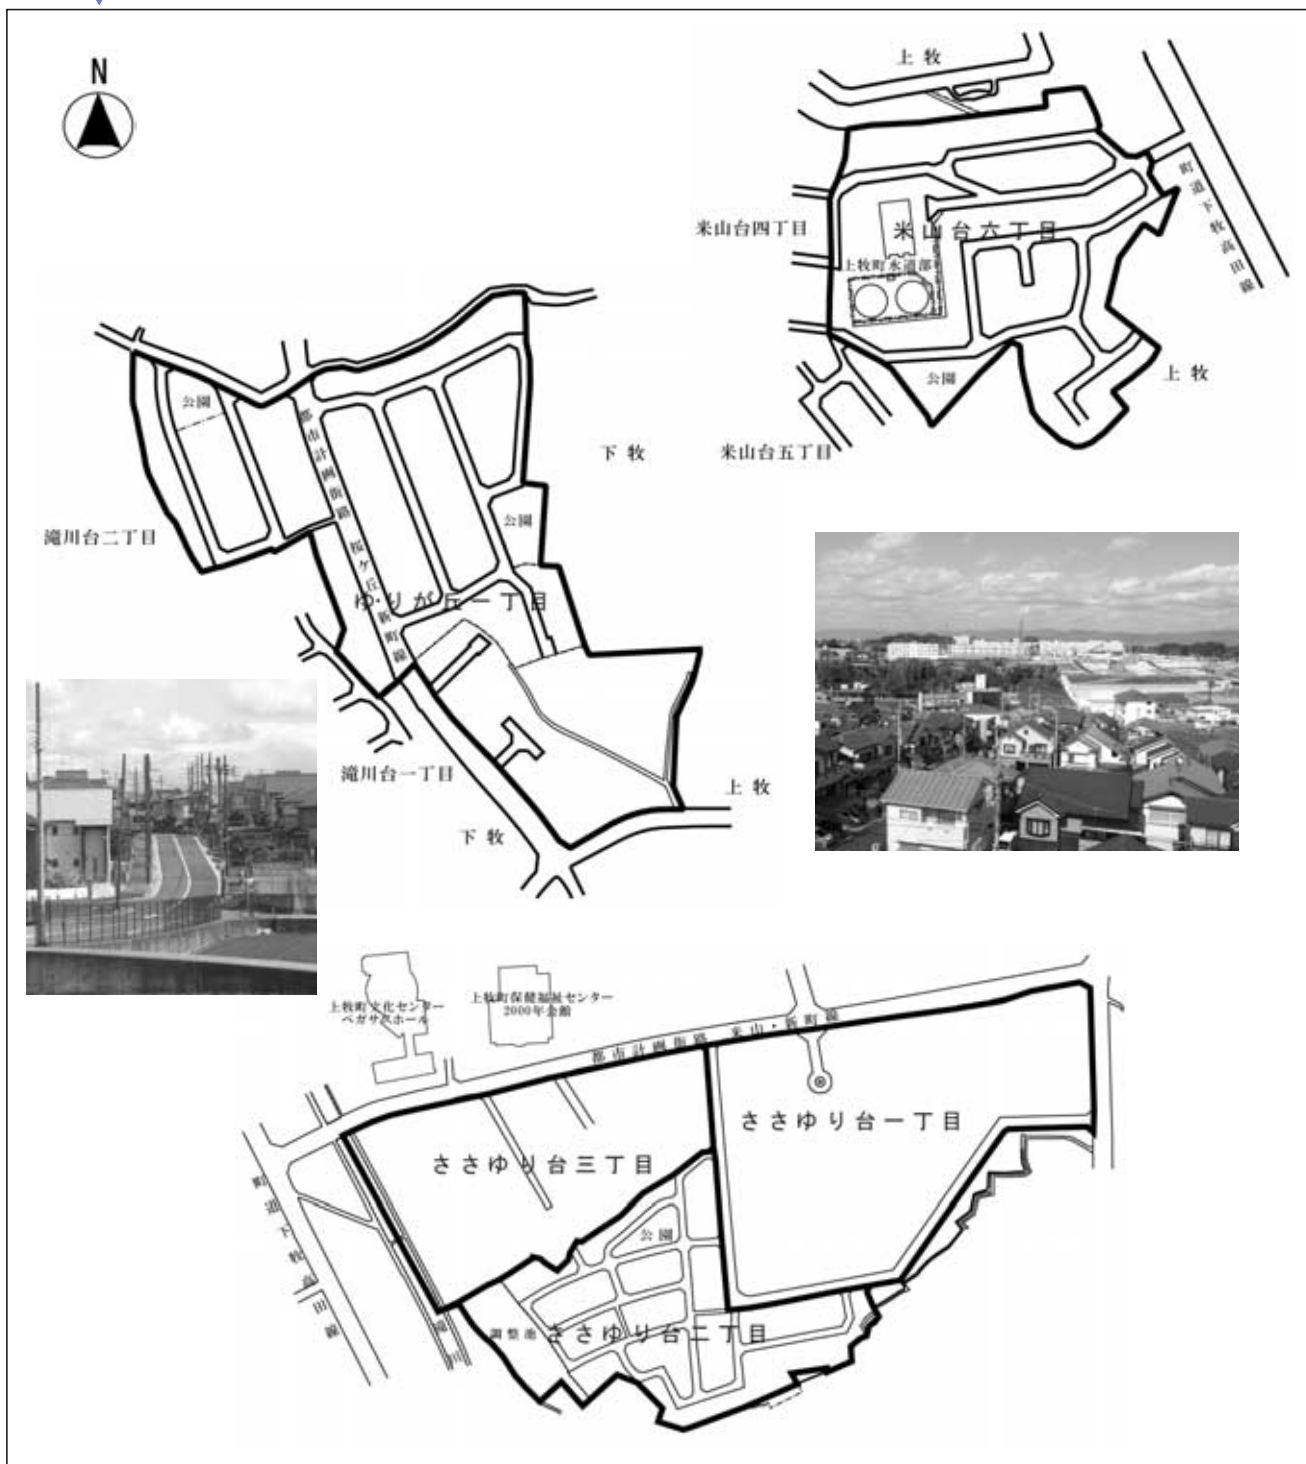 N
上牧
町道下牧高田線
米山台四丁目
米山台六丁目
上牧町水道部
公園
上牧
米山台五丁目
公園
都市計画街路 桜ケ丘新町線
下牧
公園
滝川台二丁目
ゆりが丘一丁目
滝川台一丁目
上牧
下牧
上牧町文化センター
ペガサスホール
上牧町保健福祉センター
2000年会館
都市計画街路 米山・新町線
ささゆり台一丁目
ささゆり台三丁目
町道下牧高田線
公園
滝川
調整池
ささゆり台二丁目